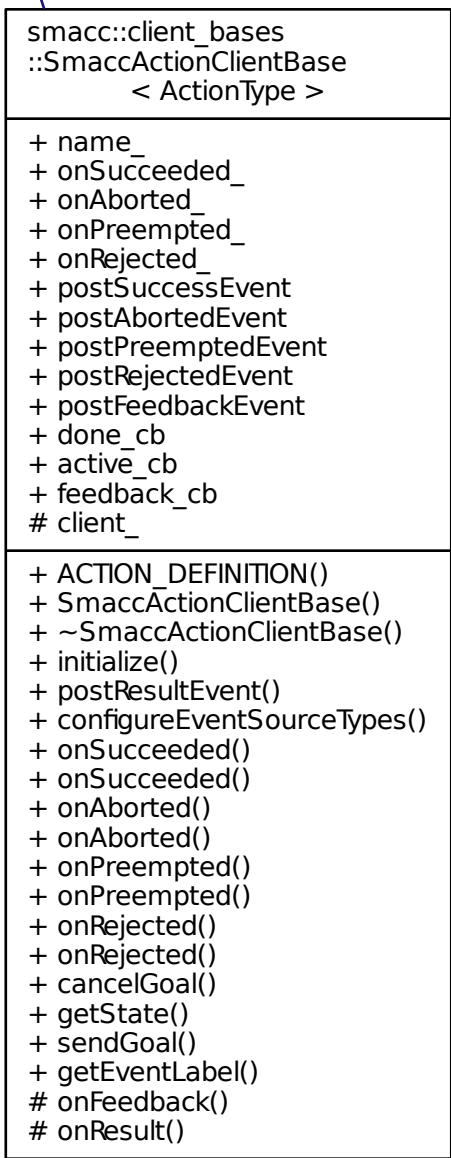 smacc::client_bases
::SmaccActionClientBase
< ActionType >
+ name_
+ onSucceeded_
+ onAborted_
+ onPreempted_
+ onRejected_
+ postSuccessEvent
+ postAbortedEvent
+ postPreemptedEvent
+ postRejectedEvent
+ postFeedbackEvent
+ done_cb
+ active_cb
+ feedback_cb
# client_
+ ACTION_DEFINITION()
+ SmaccActionClientBase()
+ ~SmaccActionClientBase()
+ initialize()
+ postResultEvent()
+ configureEventSourceTypes()
+ onSucceeded()
+ onSucceeded()
+ onAborted()
+ onAborted()
+ onPreempted()
+ onPreempted()
+ onRejected()
+ onRejected()
+ cancelGoal()
+ getState()
+ sendGoal()
+ getEventLabel()
# onFeedback()
# onResult()